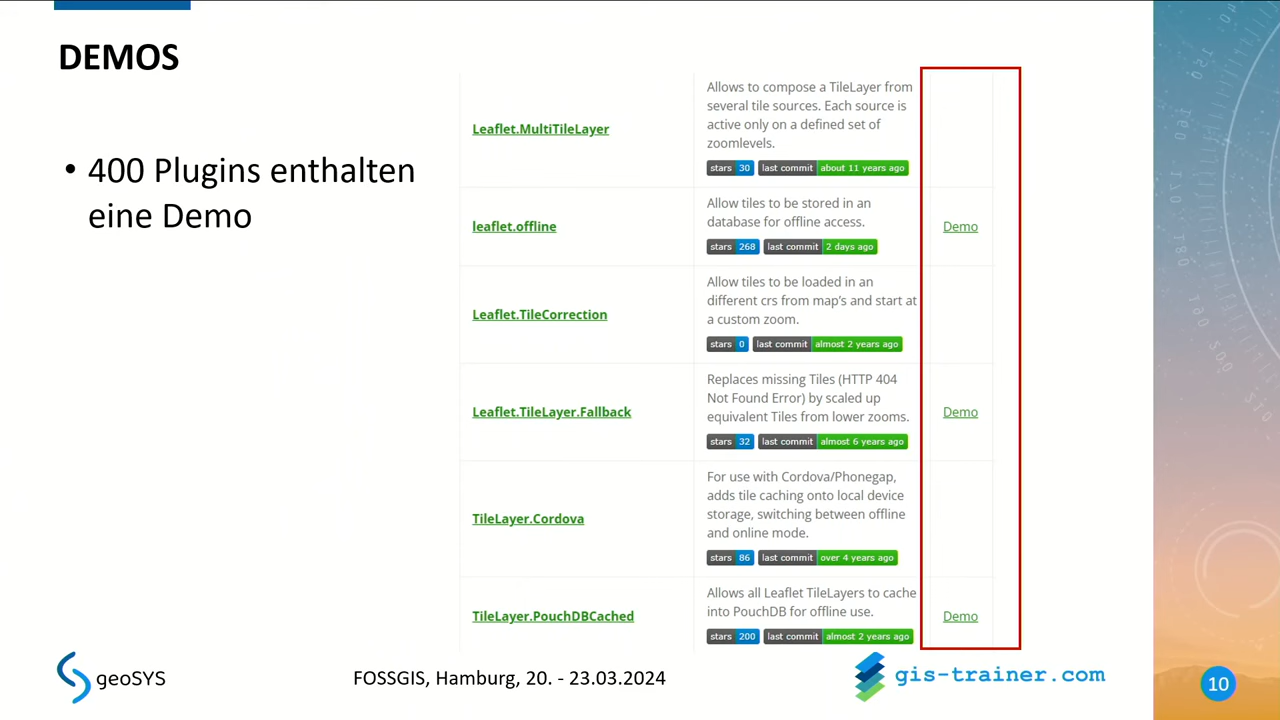 DEMOS
• 400 Plugins enthalten
eine Demo
Leaflet.MultiTileLayer
Allows to compose a TileLayer from
several tile sources. Each source is
active only on a defined set of
zoomlevels.
stars 30 last commit about 11 years ago
leaflet.offline
Allow tiles to be stored in an
database for offline access.
stars 268 last commit 2 days ago
Demo
Leaflet.TileCorrection
Allow tiles to be loaded in an
different crs from map's and start at
a custom zoom.
stars 0 last commit almost 2 years ago
Leaflet.TileLayer.Fallback
Replaces missing Tiles (HTTP 404
Not Found Error) by scaled up
equivalent Tiles from lower zooms.
stars 32 last commit almost 6 years ago
Demo
TileLayer.Cordova
For use with Cordova/Phonegap,
adds tile caching onto local device
storage, switching between offline
and online mode.
stars 86 last commit over 4 years ago
TileLayer.PouchDBCached
Allows all Leaflet TileLayers to cache
into PouchDB for offline use.
stars 200 last commit almost 2 years ago
Demo
geoSYS
FOSSGIS, Hamburg, 20. - 23.03.2024
gis-trainer.com
10